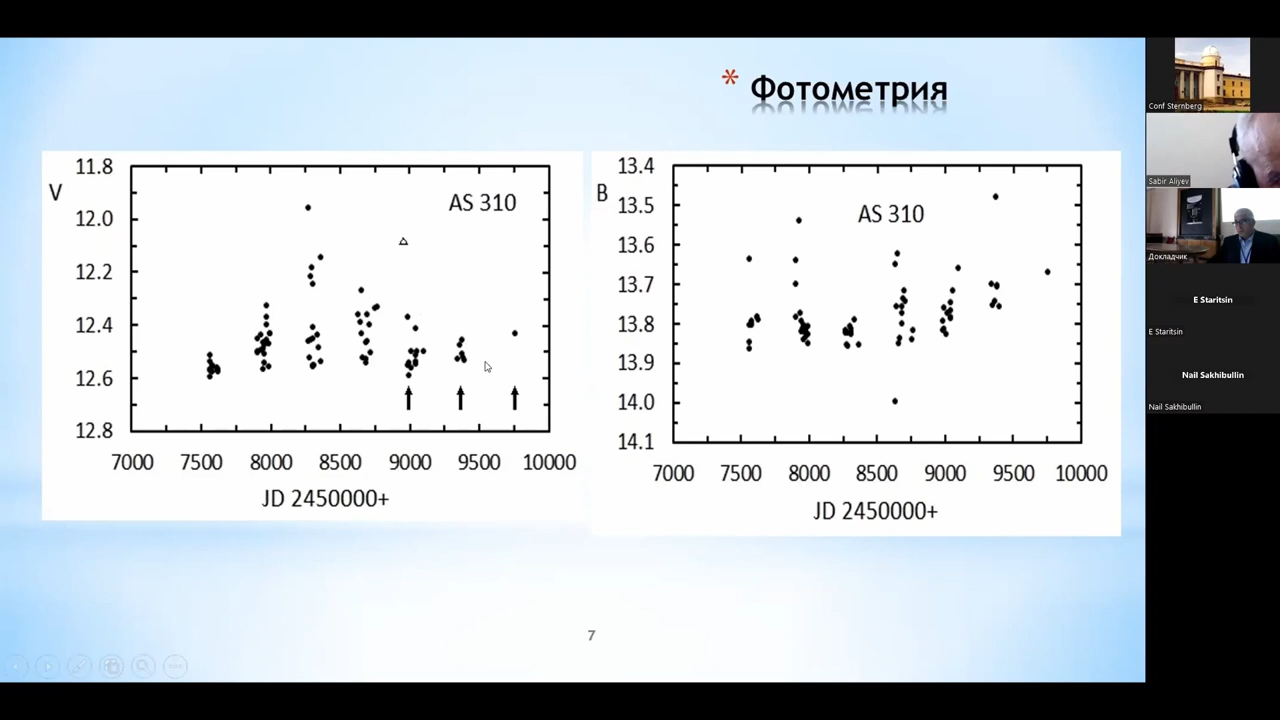 * Фотометрия
V
AS 310
11.8
12.0
12.2
12.4
12.6
12.8
7000 7500 8000 8500 9000 9500 10000
JD 2450000+
B
AS 310
13.4
13.5
13.6
13.7
13.8
13.9
14.0
14.1
7000 7500 8000 8500 9000 9500 10000
JD 2450000+
7
Conf Sternberg
Sabir Aliyev
Докладчик
E Staritsin
E Staritsin
Nail Sakhibullin
Nail Sakhibullin